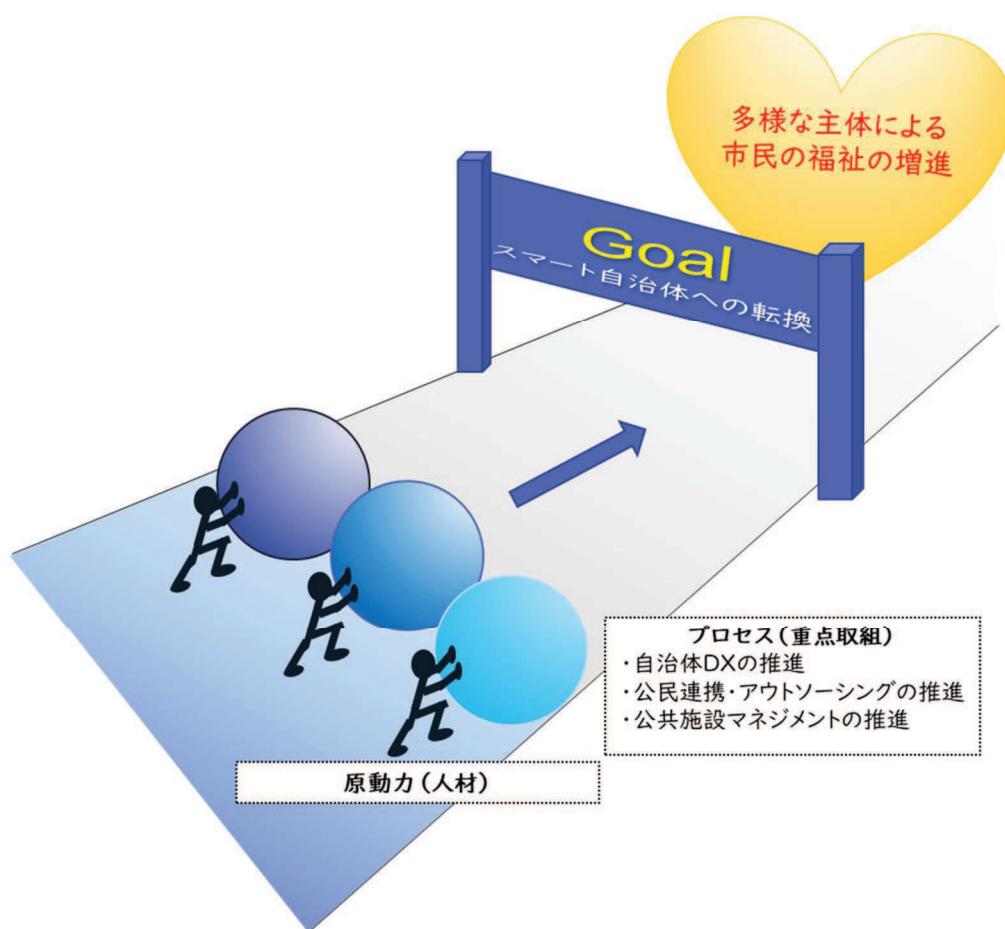 多様な主体による
市民の福祉の増進
Goal
スマート自治体への転換
プロセス(重点取組)
・自治体DXの推進
・公民連携・アウトソーシングの推進
・公共施設マネジメントの推進
原動力(人材)